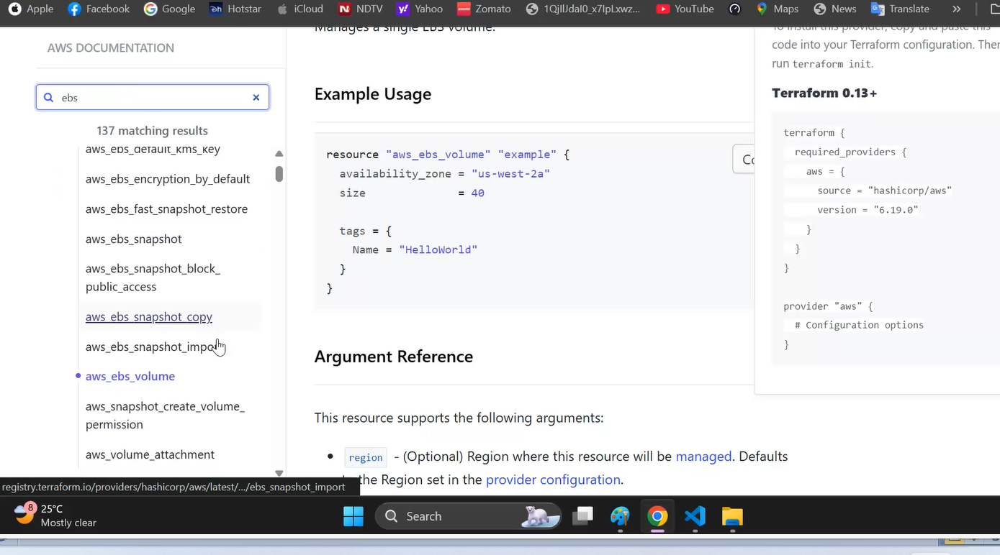 Apple Facebook Google Hotstar iCloud NDTV Yahoo Zomato 1QjIlJdal0_x7IpLxwz... YouTube Maps News Translate »
Manages a single EBS volume.
AWS DOCUMENTATION
ebs
137 matching results
aws_ebs_default_kms_key
aws_ebs_encryption_by_default
aws_ebs_fast_snapshot_restore
aws_ebs_snapshot
aws_ebs_snapshot_block_
public_access
aws_ebs_snapshot_copy
aws_ebs_snapshot_impo
aws_ebs_volume
aws_snapshot_create_volume_
permission
aws_volume_attachment
registry.terraform.io/providers/hashicorp/aws/latest/.../ebs_snapshot_import
Example Usage
resource "aws_ebs_volume" "example" {
availability_zone = "us-west-2a"
size = 40
tags = {
Name = "HelloWorld"
}
}
Co
Argument Reference
This resource supports the following arguments:
• region - (Optional) Region where this resource will be managed. Defaults
the Region set in the provider configuration.
To install this provider, copy and paste this
code into your Terraform configuration. Then
run terraform init.
Terraform 0.13+
terraform {
required_providers {
aws = {
source = "hashicorp/aws"
version = "6.19.0"
}
}
}
provider "aws" {
# Configuration options
}
8
25°C
Mostly clear
Search